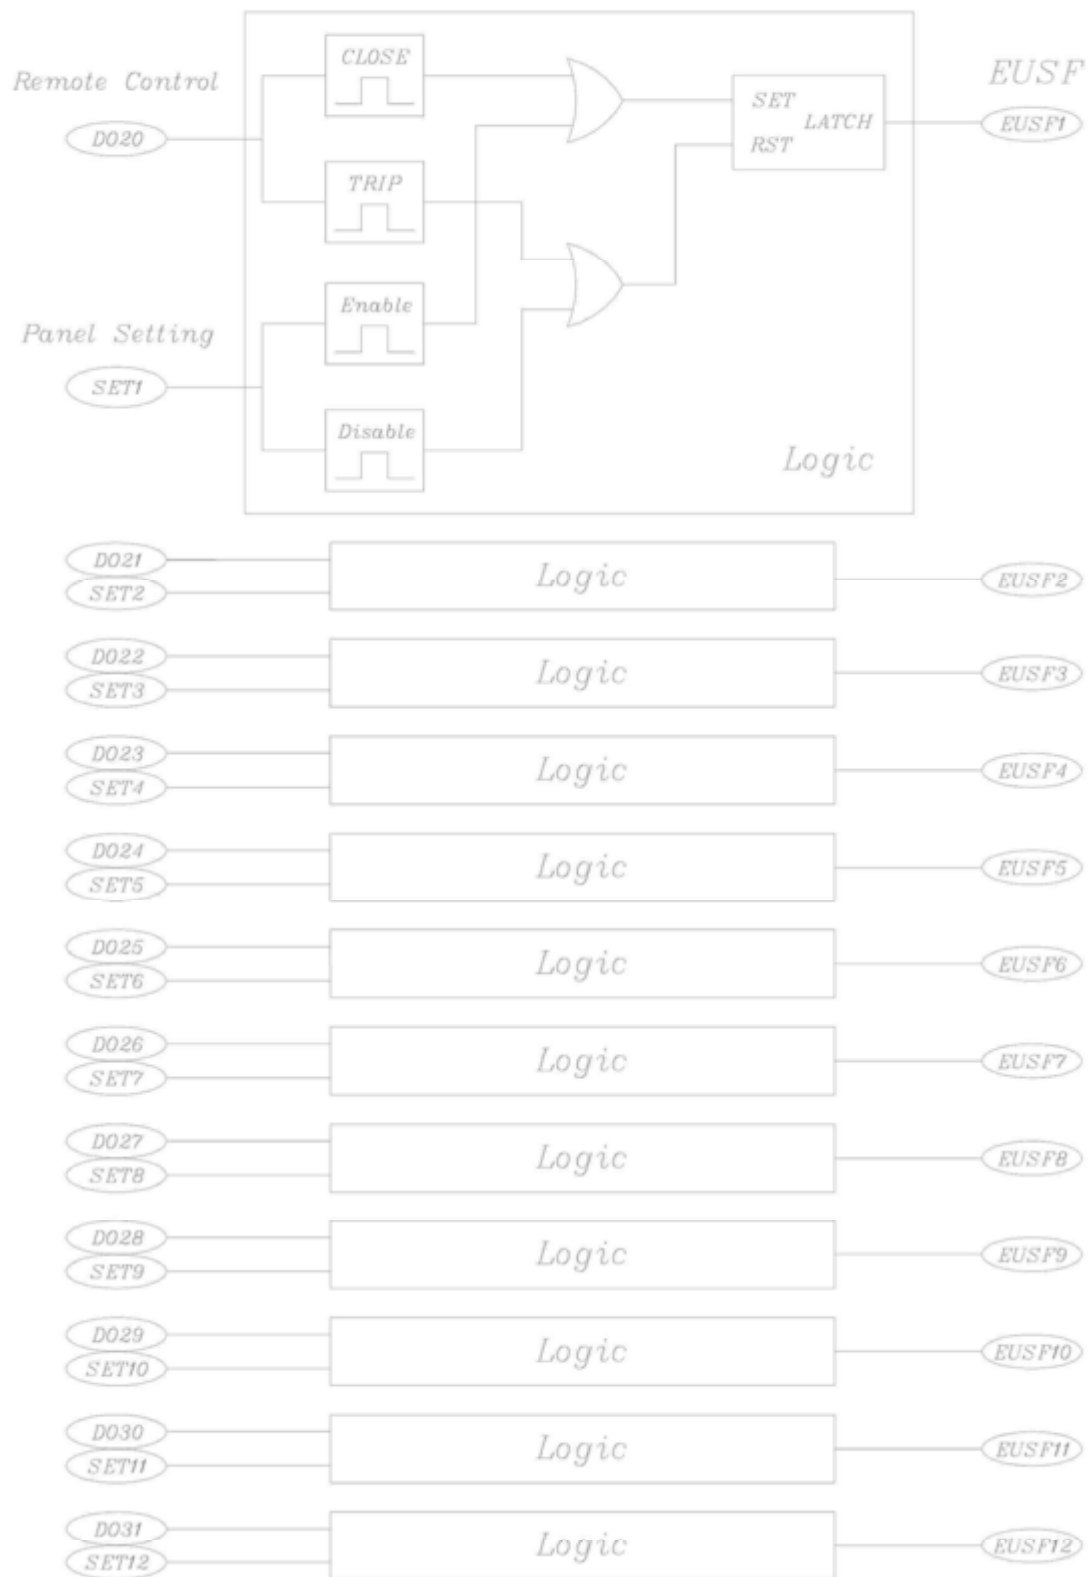 CLOSE
Remote Control
EUSF
DO20
SET
LATCH
RST
EUSF1
TRIP
Enable
Panel Setting
SET1
Disable
Logic
DO21
SET2
Logic
EUSF2
DO22
SET3
Logic
EUSF3
DO23
SET4
Logic
EUSF4
DO24
SET5
Logic
EUSF5
DO25
SET6
Logic
EUSF6
DO26
SET7
Logic
EUSF7
DO27
SET8
Logic
EUSF8
DO28
SET9
Logic
EUSF9
DO29
SET10
Logic
EUSF10
DO30
SET11
Logic
EUSF11
DO31
SET12
Logic
EUSF12